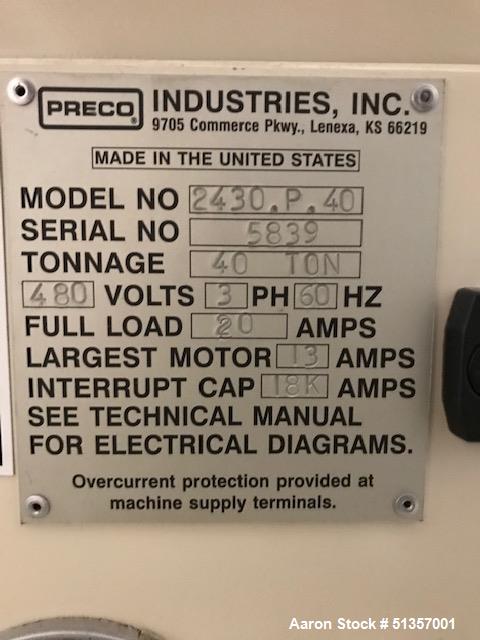 PRECO® INDUSTRIES, INC.
9705 Commerce Pkwy., Lenexa, KS 66219
MADE IN THE UNITED STATES
MODEL NO 2430.P.40
SERIAL NO 5839
TONNAGE 40 TON
480 VOLTS 3 PH 60 HZ
FULL LOAD 20 AMPS
LARGEST MOTOR 13 AMPS
INTERRUPT CAP 18K AMPS
SEE TECHNICAL MANUAL
FOR ELECTRICAL DIAGRAMS.
Overcurrent protection provided at
machine supply terminals.
Aaron Stock # 51357001